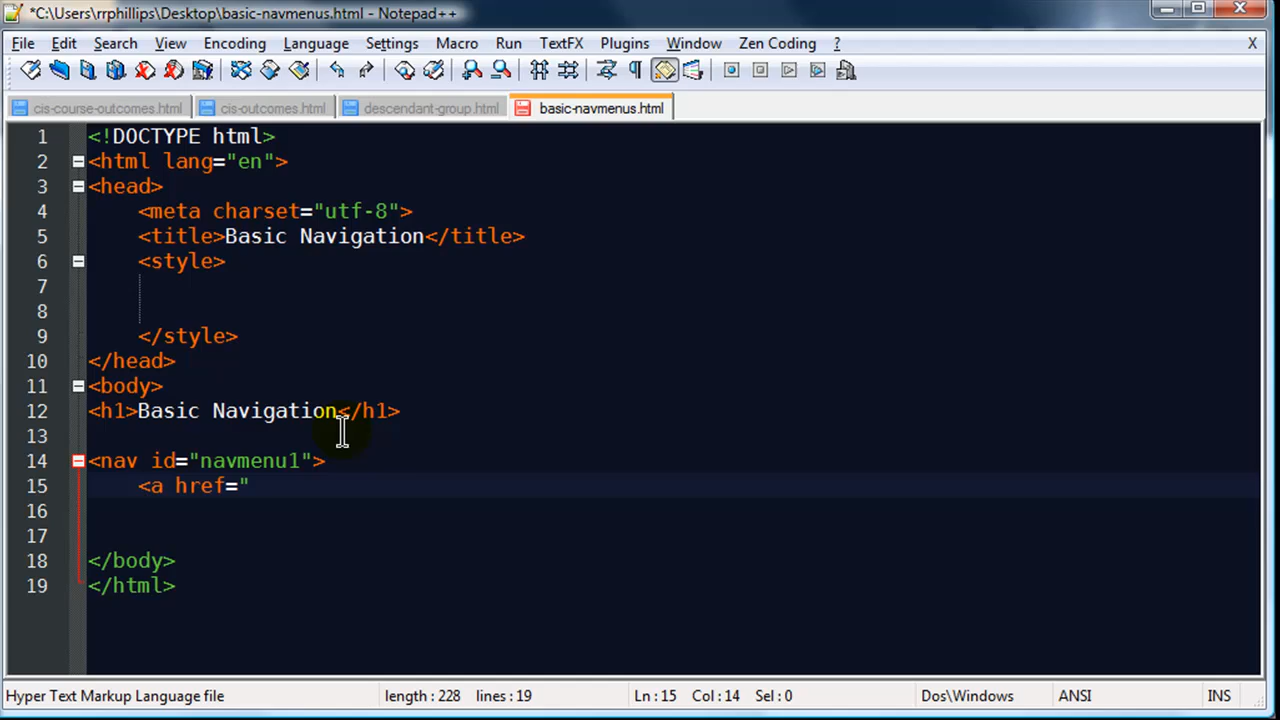 *C:\Users\rrphillips\Desktop\basic-navmenus.html - Notepad++
File Edit Search View Encoding Language Settings Macro Run TextFX Plugins Window Zen Coding ? X
cis-course-outcomes.html cis-outcomes.html descendant-group.html basic-navmenus.html
1 <!DOCTYPE html>
2 <html lang="en">
3 <head>
4 <meta charset="utf-8">
5 <title>Basic Navigation</title>
6 <style>
7
8
9 </style>
10 </head>
11 <body>
12 <h1>Basic Navigation</h1>
13
14 <nav id="navmenu1">
15 <a href="
16
17
18 </body>
19 </html>
Hyper Text Markup Language file length : 228 lines : 19 Ln : 15 Col : 14 Sel : 0 Dos\Windows ANSI INS